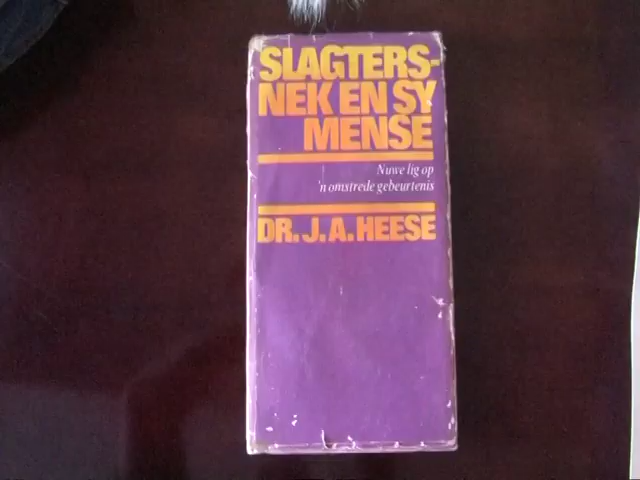 SLAGTERS-
NEK EN SY
MENSE
Nuwe lig op
'n omstrede gebeurtenis
DR. J. A. HEESE